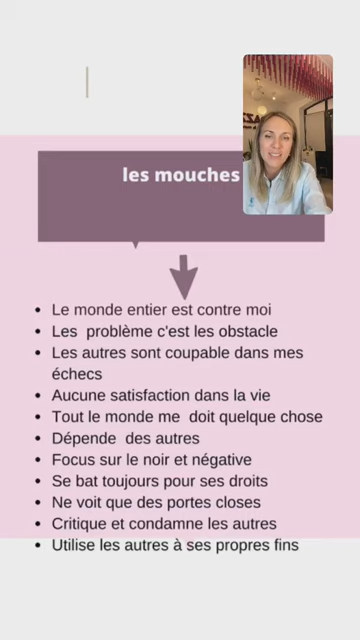 les mouches
Le monde entier est contre moi
Les problème c'est les obstacle
Les autres sont coupable dans mes
échecs
Aucune satisfaction dans la vie
Tout le monde me doit quelque chose
Dépende des autres
Focus sur le noir et négative
Se bat toujours pour ses droits
Ne voit que des portes closes
Critique et condamne les autres
Utilise les autres à ses propres fins